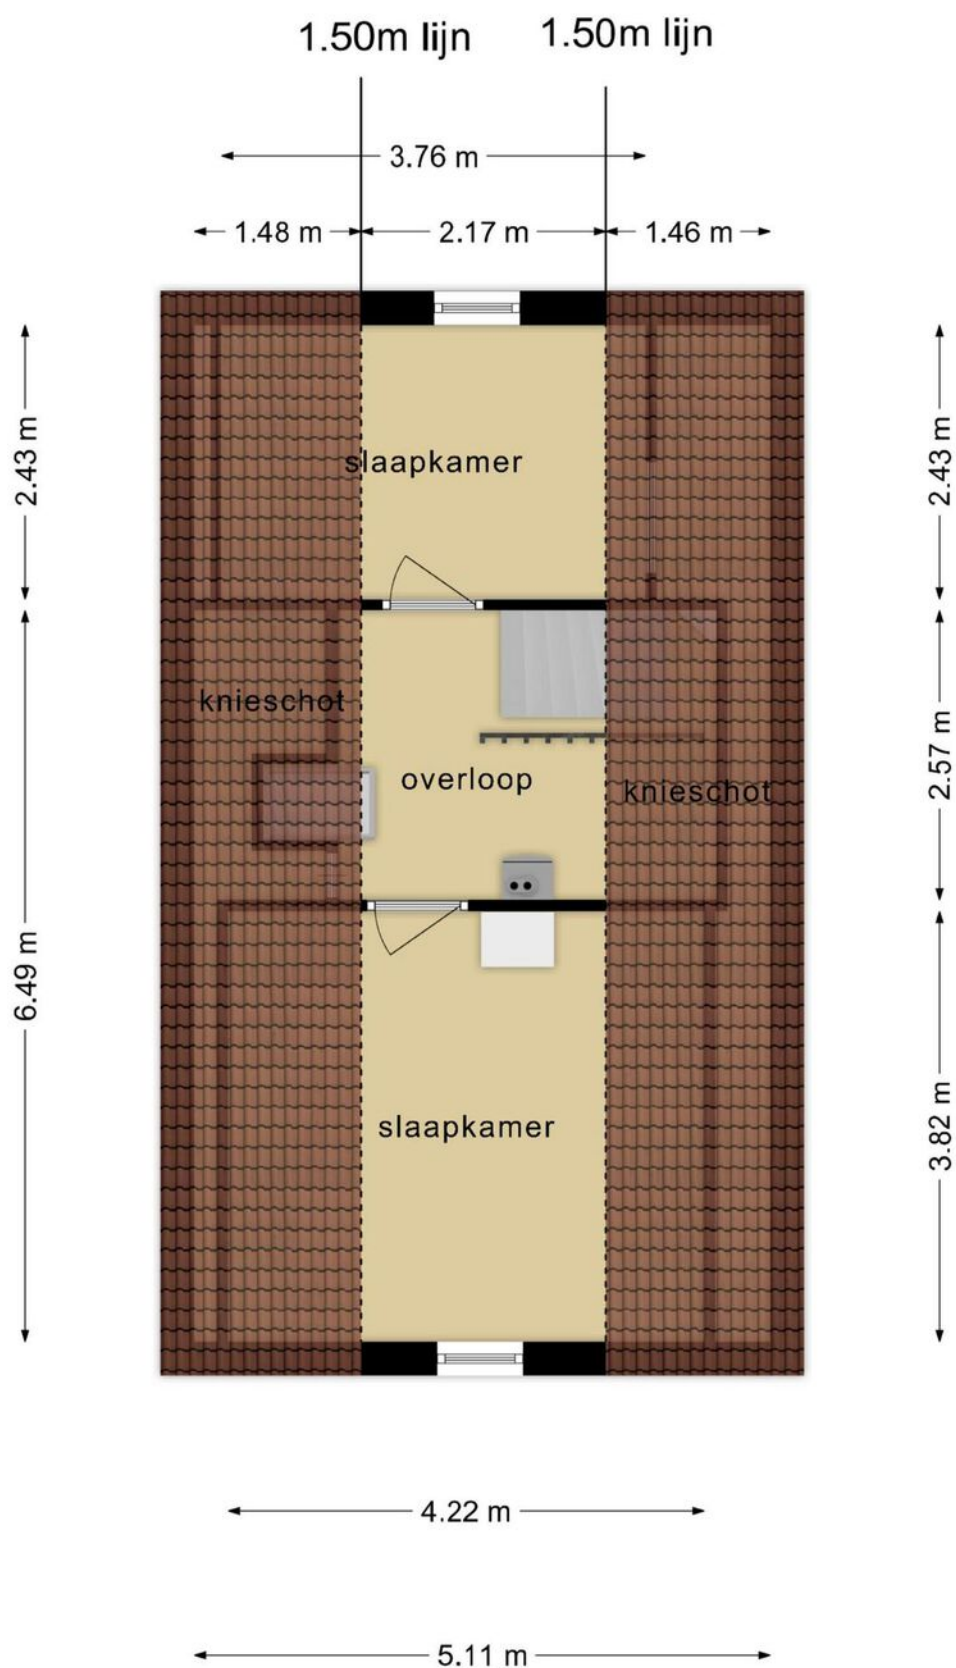 1.50m lijn 1.50m lijn
3.76 m
1.48 m 2.17 m 1.46 m
2.43 m
2.43 m
slaapkamer
knieschot
overloop
knieschot
2.57 m
6.49 m
slaapkamer
3.82 m
4.22 m
5.11 m